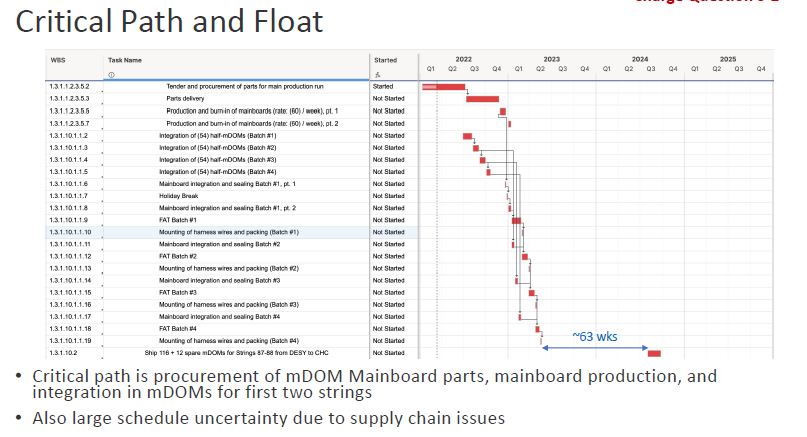 Critical Path and Float
WBS Task Name Started 2022 2023 2024 2025
Q1 Q2 Q3 Q4 Q1 Q2 Q3 Q4 Q1 Q2 Q3 Q4 Q1 Q2 Q3 Q4
1.3.1.1.2.3.5.2 Tender and procurement of parts for main production run Started
1.3.1.1.2.3.5.3 Parts delivery Not Started
1.3.1.1.2.3.5.5 Production and burn-in of mainboards (rate: (60) / week), pt. 1 Not Started
1.3.1.1.2.3.5.7 Production and burn-in of mainboards (rate: (60) / week), pt. 2 Not Started
1.3.1.10.1.1.2 Integration of (54) half-mDOMs (Batch #1) Not Started
1.3.1.10.1.1.3 Integration of (54) half-mDOMs (Batch #2) Not Started
1.3.1.10.1.1.4 Integration of (54) half-mDOMs (Batch #3) Not Started
1.3.1.10.1.1.5 Integration of (54) half-mDOMs (Batch #4) Not Started
1.3.1.10.1.1.6 Mainboard integration and sealing Batch #1, pt. 1 Not Started
1.3.1.10.1.1.7 Holiday Break Not Started
1.3.1.10.1.1.8 Mainboard integration and sealing Batch #1, pt. 2 Not Started
1.3.1.10.1.1.9 FAT Batch #1 Not Started
1.3.1.10.1.1.10 Mounting of harness wires and packing (Batch #1) Not Started
1.3.1.10.1.1.11 Mainboard integration and sealing Batch #2 Not Started
1.3.1.10.1.1.12 FAT Batch #2 Not Started
1.3.1.10.1.1.13 Mounting of harness wires and packing (Batch #2) Not Started
1.3.1.10.1.1.14 Mainboard integration and sealing Batch #3 Not Started
1.3.1.10.1.1.15 FAT Batch #3 Not Started
1.3.1.10.1.1.16 Mounting of harness wires and packing (Batch #3) Not Started
1.3.1.10.1.1.17 Mainboard integration and sealing Batch #4 Not Started
1.3.1.10.1.1.18 FAT Batch #4 Not Started
1.3.1.10.1.1.19 Mounting of harness wires and packing (Batch #4) Not Started
~63 wks
1.3.1.10.2 Ship 116 + 12 spare mDOMs for Strings 87-88 from DESY to CHC Not Started
• Critical path is procurement of mDOM Mainboard parts, mainboard production, and
integration in mDOMs for first two strings
• Also large schedule uncertainty due to supply chain issues